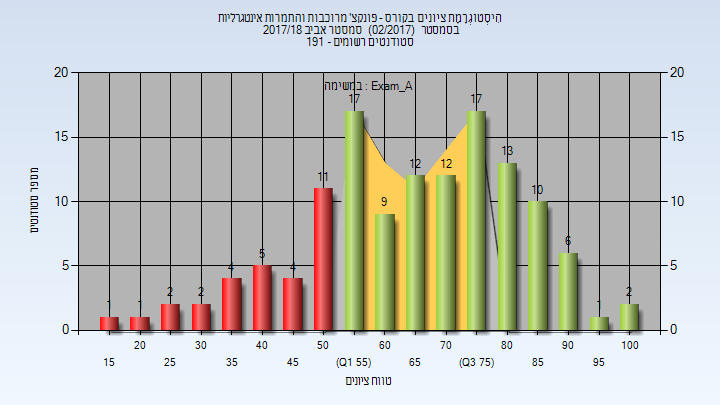 היסטוגרמת ציונים בקורס - פונקצ' מרוכבות והתמרות אינטגרליות
בסמסטר (02/2017) סמסטר אביב 2017/18
סטודנטים רשומים - 191
במשימה : Exam_A
מספר סטודנטים
20 15 10 5 0
1 1 2 2 4 5 4 11 17 9 12 12 17 13 10 6 1 2
20 15 10 5 0
20 30 40 50 60 70 80 90 100
15 25 35 45 (Q1 55) 65 (Q3 75) 85 95
טווח ציונים